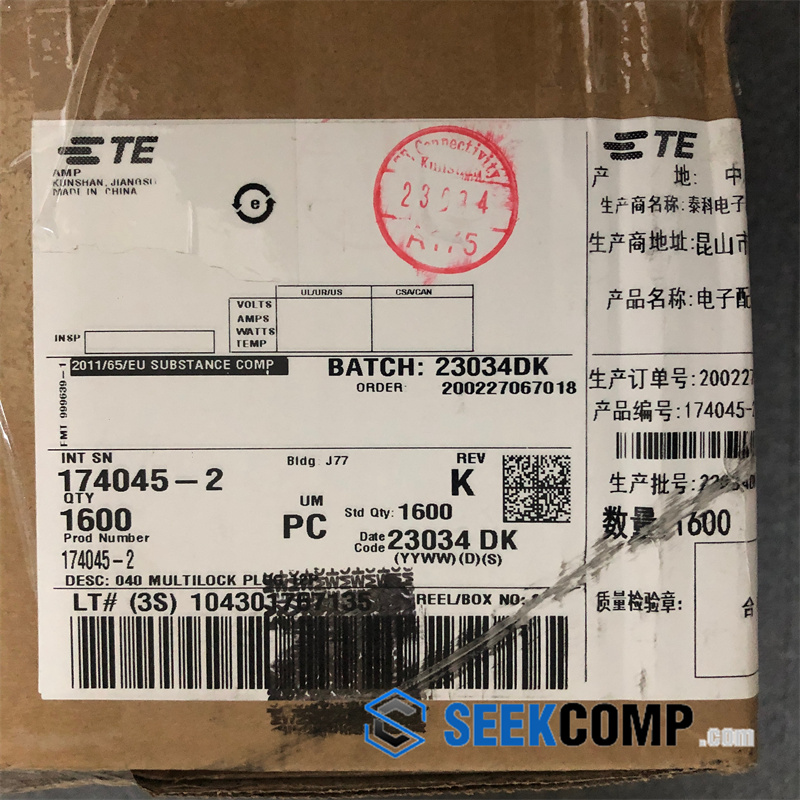 TE
AMP
KUNSHAN, JIANGSU
MADE IN CHINA
e
Connectivity
23034
A175
UL/UR/US
CSA/CAN
VOLTS
AMPS
WATTS
TEMP
INSP
2011/65/EU SUBSTANCE COMP
FMT 999639-1
BATCH: 23034DK
ORDER: 200227067018
INT SN
174045-2
Bldg: J77
REV
K
QTY
1600
UM
PC
Std Qty: 1600
Prod Number
174045-2
Date Code 23034 DK
(YYWW)(D)(S)
DESC: 040 MULTILOCK
LT# (3S) 104301767135
REEL/BOX NO:
TE
产 地: 中
生产商名称:泰科电子
生产商地址:昆山市
产品名称:电子配
生产订单号:200227
产品编号:174045-2
生产批号:
数量 1600
质量检验章:
合
SEEKCOMP.com